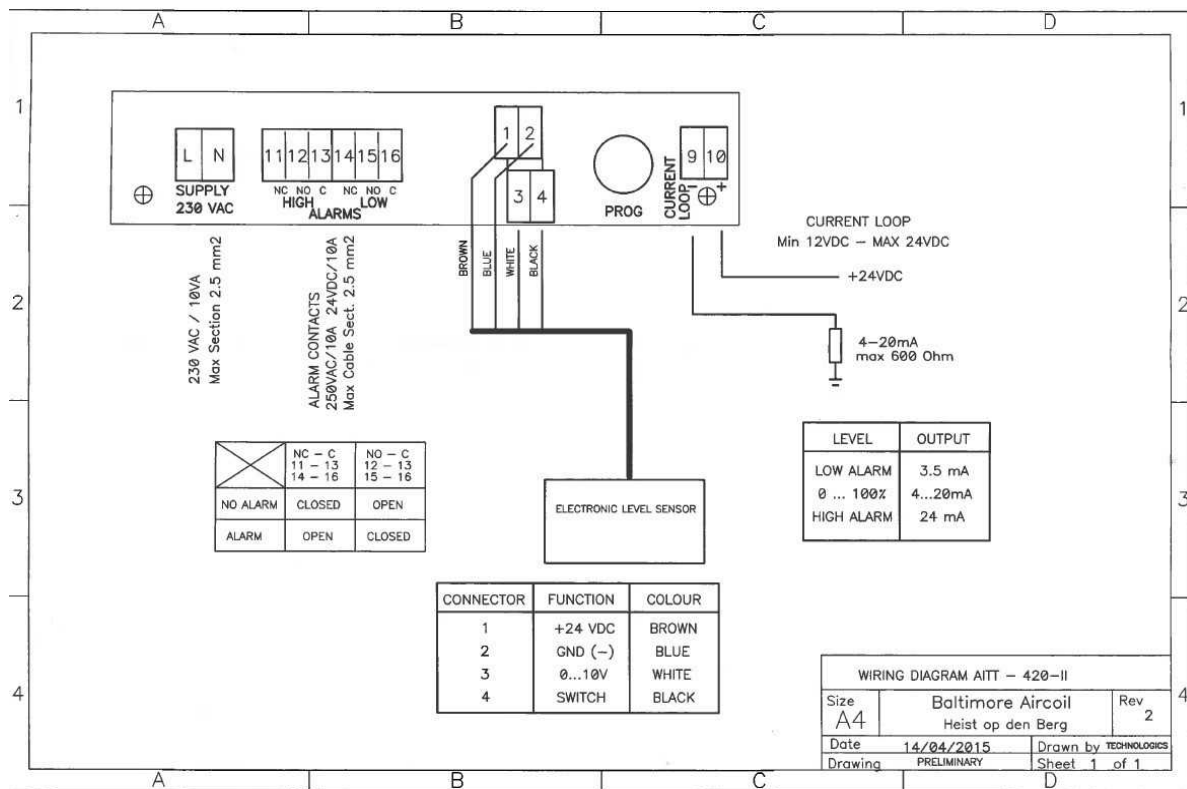 A B C D
1 1
1 2
L N
11 12 13 14 15 16
9 10
SUPPLY
230 VAC
NC NO C NC NO C
HIGH LOW
ALARMS
3 4
PROG
CURRENT
LOOP
- +
CURRENT LOOP
Min 12VDC – MAX 24VDC
+24VDC
BROWN
BLUE
WHITE
BLACK
2 2
230 VAC / 10VA
Max Section 2.5 mm2
ALARM CONTACTS
250VAC/10A 24VDC/10A
Max Cable Sect. 2.5 mm2
4–20mA
max 600 Ohm
NC – C NO – C
11 – 13 12 – 13
14 – 16 15 – 16
NO ALARM CLOSED OPEN
ALARM OPEN CLOSED
3 3
ELECTRONIC LEVEL SENSOR
LEVEL OUTPUT
LOW ALARM 3.5 mA
0 ... 100% 4...20mA
HIGH ALARM 24 mA
CONNECTOR FUNCTION COLOUR
1 +24 VDC BROWN
2 GND (–) BLUE
3 0...10V WHITE
4 SWITCH BLACK
4 4
WIRING DIAGRAM AITT – 420–II
Size
A4
Baltimore Aircoil
Heist op den Berg
Rev
2
Date 14/04/2015 Drawn by TECHNOLOGICS
Drawing PRELIMINARY Sheet 1 of 1
A B C D